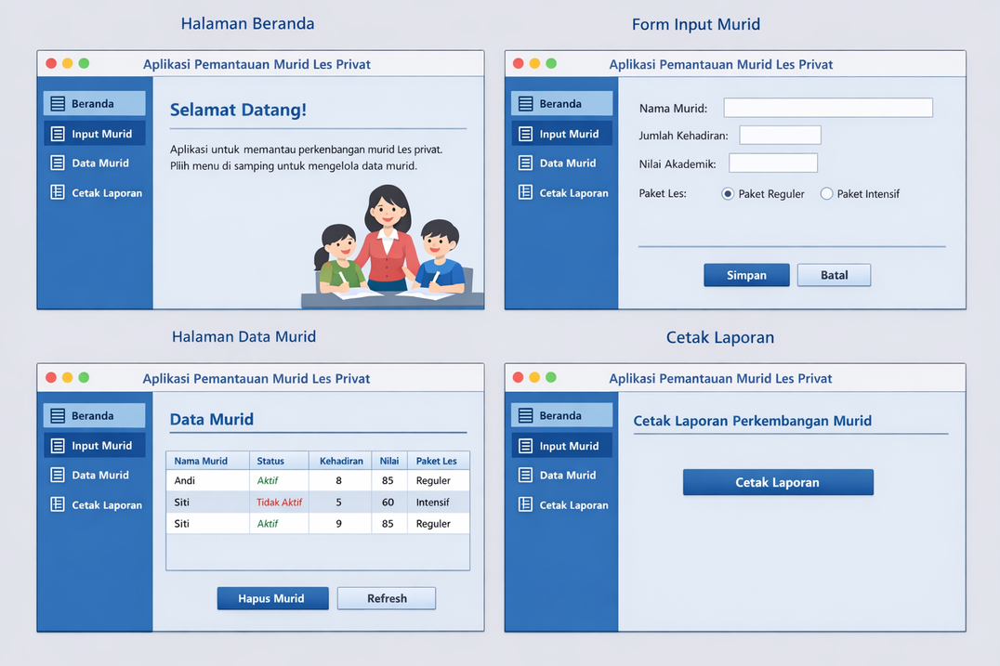 Halaman Beranda
Aplikasi Pemantauan Murid Les Privat
Beranda
Input Murid
Data Murid
Cetak Laporan
Selamat Datang!
Aplikasi untuk memantau perkenbangan murid Les privat.
Pliih menu di samping untuk mengelola data murid.
Form Input Murid
Aplikasi Pemantauan Murid Les Privat
Beranda
Input Murid
Data Murid
Cetak Laporan
Nama Murid:
Jumlah Kehadiran:
Nilai Akademik:
Paket Les: Paket Reguler Paket Intensif
Simpan Batal
Halaman Data Murid
Aplikasi Pemantauan Murid Les Privat
Beranda
Input Murid
Data Murid
Cetak Laporan
Data Murid
Nama Murid Status Kehadiran Nilai Paket Les
Andi Aktif 8 85 Reguler
Siti Tidak Aktif 5 60 Intensif
Siti Aktif 9 85 Reguler
Hapus Murid Refresh
Cetak Laporan
Aplikasi Pemantauan Murid Les Privat
Beranda
Input Murid
Data Murid
Cetak Laporan
Cetak Laporan Perkembangan Murid
Cetak Laporan